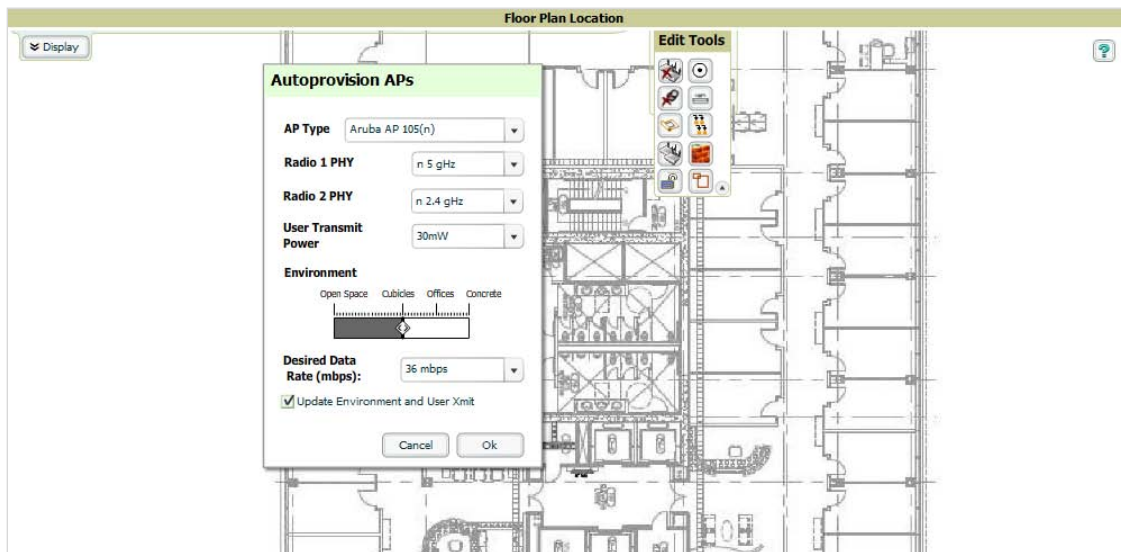 Floor Plan Location
Display
Edit Tools
?
Autoprovision APs
AP Type Aruba AP 105(n)
Radio 1 PHY n 5 gHz
Radio 2 PHY n 2.4 gHz
User Transmit
Power 30mW
Environment
Open Space Cubicles Offices Concrete
Desired Data
Rate (mbps): 36 mbps
Update Environment and User Xmit
Cancel Ok